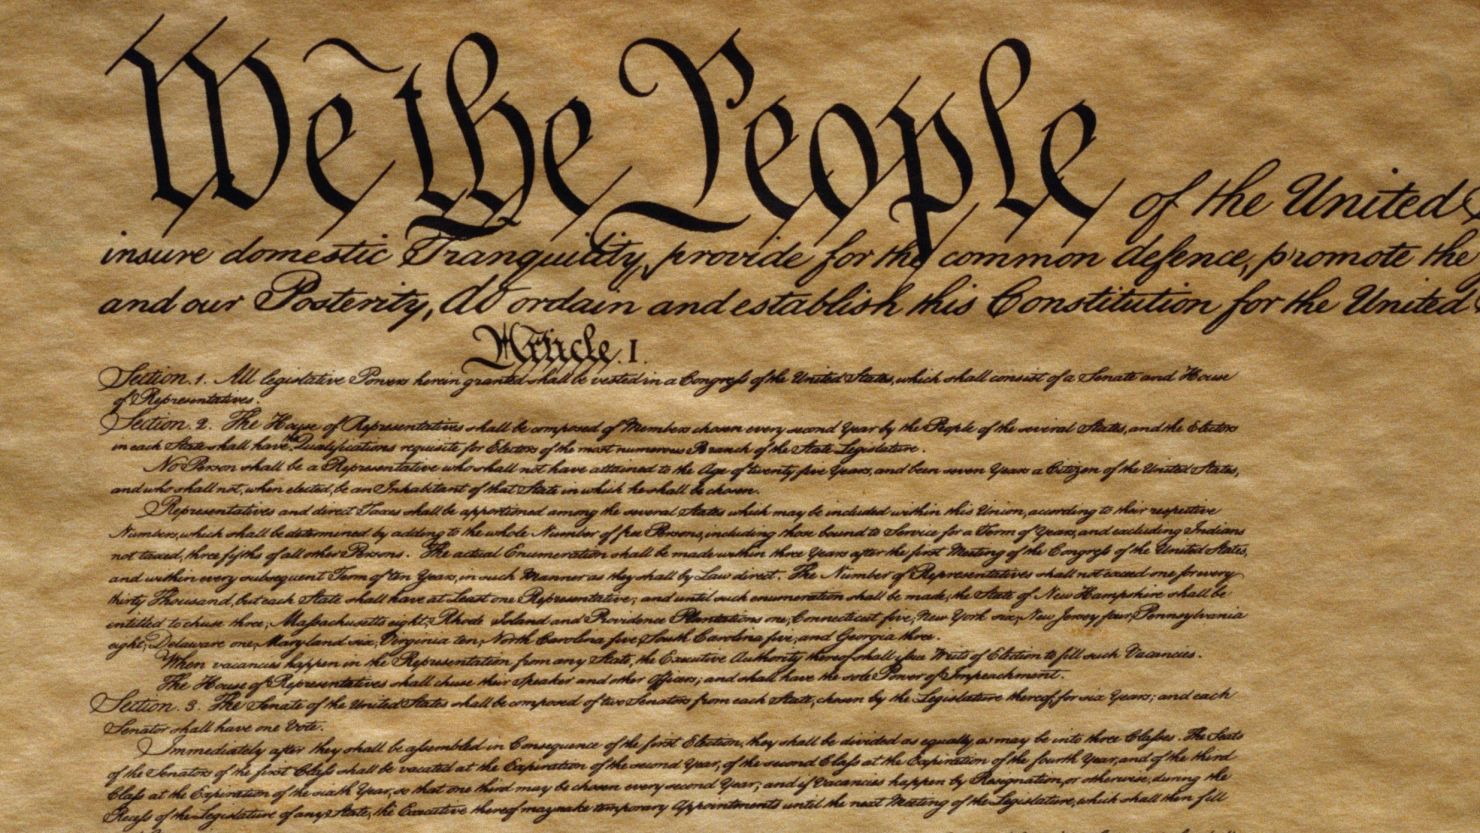 We the People of the United S
insure domestic Tranquility, provide for the common defence, promote the
and our Posterity, do ordain and establish this Constitution for the United
Article. I.
Section. 1. All legislative Powers herein granted shall be vested in a Congress of the United States, which shall consist of a Senate and House
of Representatives.
Section. 2. The House of Representatives shall be composed of Members chosen every second Year by the People of the several States, and the Electors
in each State shall have the Qualifications requisite for Electors of the most numerous Branch of the State Legislature.
No Person shall be a Representative who shall not have attained to the Age of twenty five Years, and been seven Years a Citizen of the United States,
and who shall not, when elected, be an Inhabitant of that State in which he shall be chosen.
Representatives and direct Taxes shall be apportioned among the several States which may be included within this Union, according to their respective
Numbers, which shall be determined by adding to the whole Number of free Persons, including those bound to Service for a Term of Years, and excluding Indians
not taxed, three fifths of all other Persons. The actual Enumeration shall be made within three Years after the first Meeting of the Congress of the United States,
and within every subsequent Term of ten Years, in such Manner as they shall by Law direct. The Number of Representatives shall not exceed one for every
thirty Thousand, but each State shall have at Least one Representative; and until such enumeration shall be made, the State of New Hampshire shall be
entitled to chuse three, Massachusetts eight, Rhode Island and Providence Plantations one, Connecticut five, New York six, New Jersey four, Pennsylvania
eight, Delaware one, Maryland six, Virginia ten, North Carolina five, South Carolina five, and Georgia three.
When vacancies happen in the Representation from any State, the Executive Authority thereof shall issue Writs of Election to fill such Vacancies.
The House of Representatives shall chuse their Speaker and other Officers; and shall have the sole Power of Impeachment.
Section. 3. The Senate of the United States shall be composed of two Senators from each State, chosen by the Legislature thereof, for six Years; and each
Senator shall have one Vote.
Immediately after they shall be assembled in Consequence of the first Election, they shall be divided as equally as may be into three Classes. The Seats
of the Senators of the first Class shall be vacated at the Expiration of the second Year, of the second Class at the Expiration of the fourth Year, and of the third
Class at the Expiration of the sixth Year, so that one third may be chosen every second Year; and if Vacancies happen by Resignation, or otherwise, during the
Recess of the Legislature of any State, the Executive thereof may make temporary Appointments until the next Meeting of the Legislature, which shall then fill